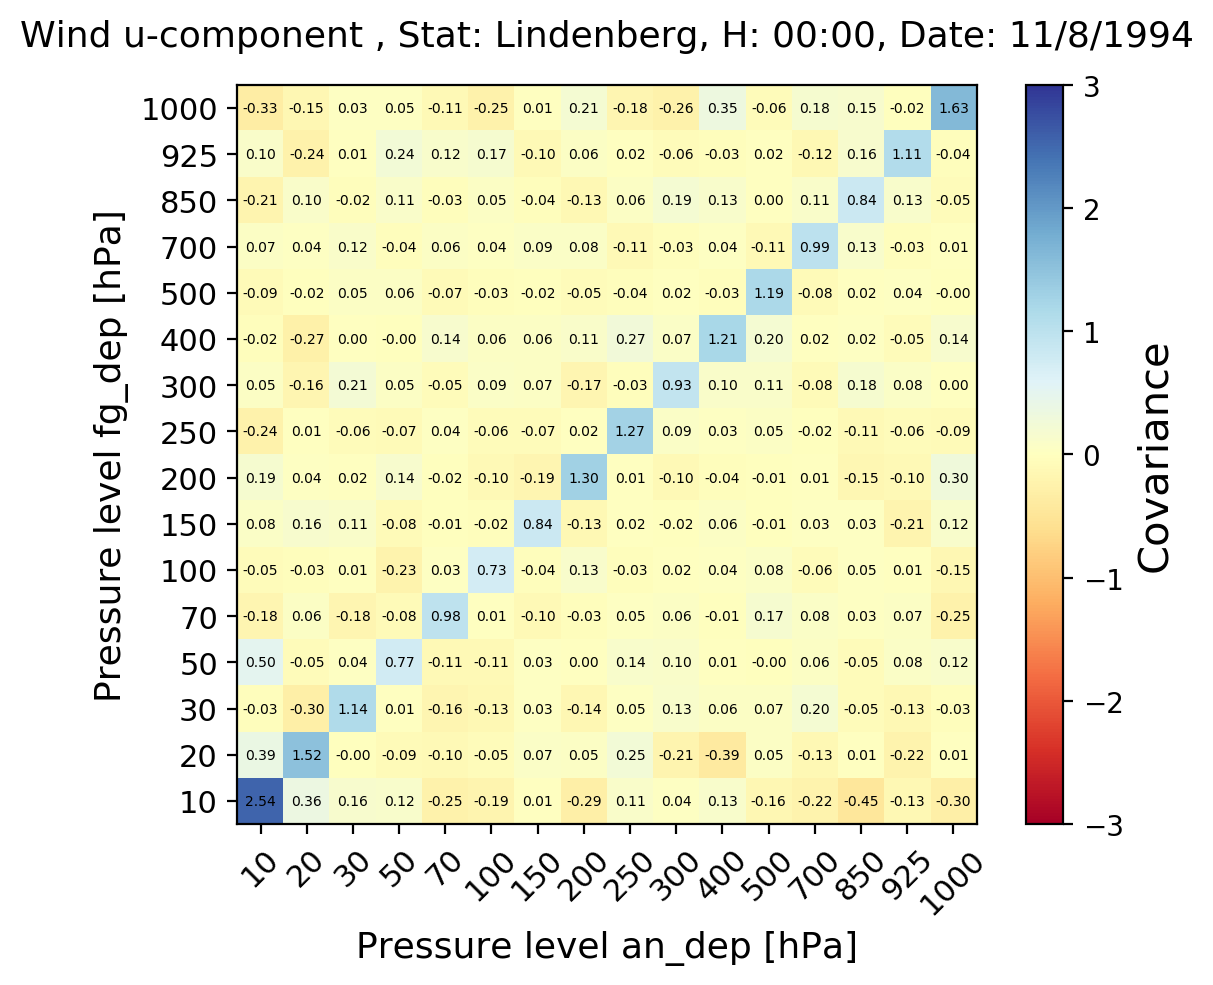 Wind u-component , Stat: Lindenberg, H: 00:00, Date: 11/8/1994
1000 -0.33 -0.15 0.03 0.05 -0.11 -0.25 0.01 0.21 -0.18 -0.26 0.35 -0.06 0.18 0.15 -0.02 1.63
925 0.10 -0.24 0.01 0.24 0.12 0.17 -0.10 0.06 0.02 -0.06 -0.03 0.02 -0.12 0.16 1.11 -0.04
850 -0.21 0.10 -0.02 0.11 -0.03 0.05 -0.04 -0.13 0.06 0.19 0.13 0.00 0.11 0.84 0.13 -0.05
700 0.07 0.04 0.12 -0.04 0.06 0.04 0.09 0.08 -0.11 -0.03 0.04 -0.11 0.99 0.13 -0.03 0.01
500 -0.09 -0.02 0.05 0.06 -0.07 -0.03 -0.02 -0.05 -0.04 0.02 -0.03 1.19 -0.08 0.02 0.04 -0.00
400 -0.02 -0.27 0.00 -0.00 0.14 0.06 0.06 0.11 0.27 0.07 1.21 0.20 0.02 0.02 -0.05 0.14
300 0.05 -0.16 0.21 0.05 -0.05 0.09 0.07 -0.17 -0.03 0.93 0.10 0.11 -0.08 0.18 0.08 0.00
250 -0.24 0.01 -0.06 -0.07 0.04 -0.06 -0.07 0.02 1.27 0.09 0.03 0.05 -0.02 -0.11 -0.06 -0.09
200 0.19 0.04 0.02 0.14 -0.02 -0.10 -0.19 1.30 0.01 -0.10 -0.04 -0.01 0.01 -0.15 -0.10 0.30
150 0.08 0.16 0.11 -0.08 -0.01 -0.02 0.84 -0.13 0.02 -0.02 0.06 -0.01 0.03 0.03 -0.21 0.12
100 -0.05 -0.03 0.01 -0.23 0.03 0.73 -0.04 0.13 -0.03 0.02 0.04 0.08 -0.06 0.05 0.01 -0.15
70 -0.18 0.06 -0.18 -0.08 0.98 0.01 -0.10 -0.03 0.05 0.06 -0.01 0.17 0.08 0.03 0.07 -0.25
50 0.50 -0.05 0.04 0.77 -0.11 -0.11 0.03 0.00 0.14 0.10 0.01 -0.00 0.06 -0.05 0.08 0.12
30 -0.03 -0.30 1.14 0.01 -0.16 -0.13 0.03 -0.14 0.05 0.13 0.06 0.07 0.20 -0.05 -0.13 -0.03
20 0.39 1.52 -0.00 -0.09 -0.10 -0.05 0.07 0.05 0.25 -0.21 -0.39 0.05 -0.13 0.01 -0.22 0.01
10 2.54 0.36 0.16 0.12 -0.25 -0.19 0.01 -0.29 0.11 0.04 0.13 -0.16 -0.22 -0.45 -0.13 -0.30
10 20 30 50 70 100 150 200 250 300 400 500 700 850 925 1000
Pressure level an_dep [hPa]
Pressure level fg_dep [hPa]
3
2
1
0
−1
−2
−3
Covariance